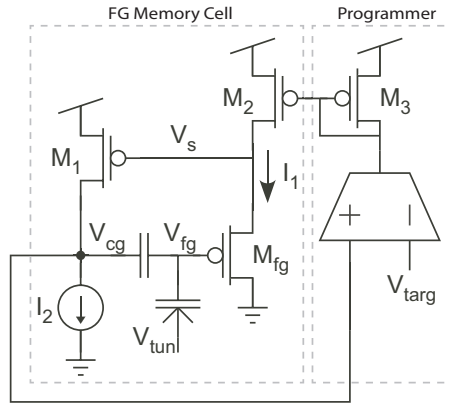 FG Memory Cell
Programmer
M2
M3
Vs
M1
I1
Vcg
Vfg
Mfg
+
−
I2
Vtarg
Vtun